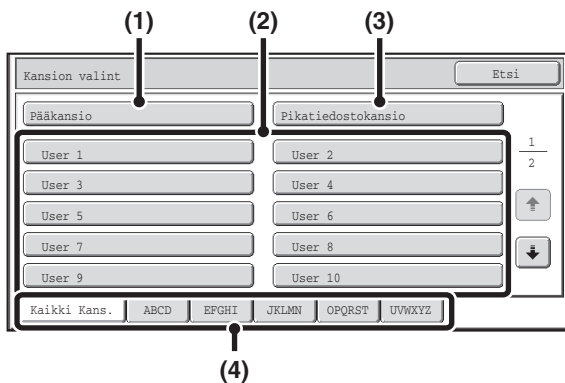 (1) (2) (3)
Kansion valint Etsi
Pääkansio Pikatiedostokansio
User 1 User 2
User 3 User 4
User 5 User 6
User 7 User 8
User 9 User 10
1
2
Kaikki Kans. ABCD EFGHI JKLMN OPQRST UVWXYZ
(4)